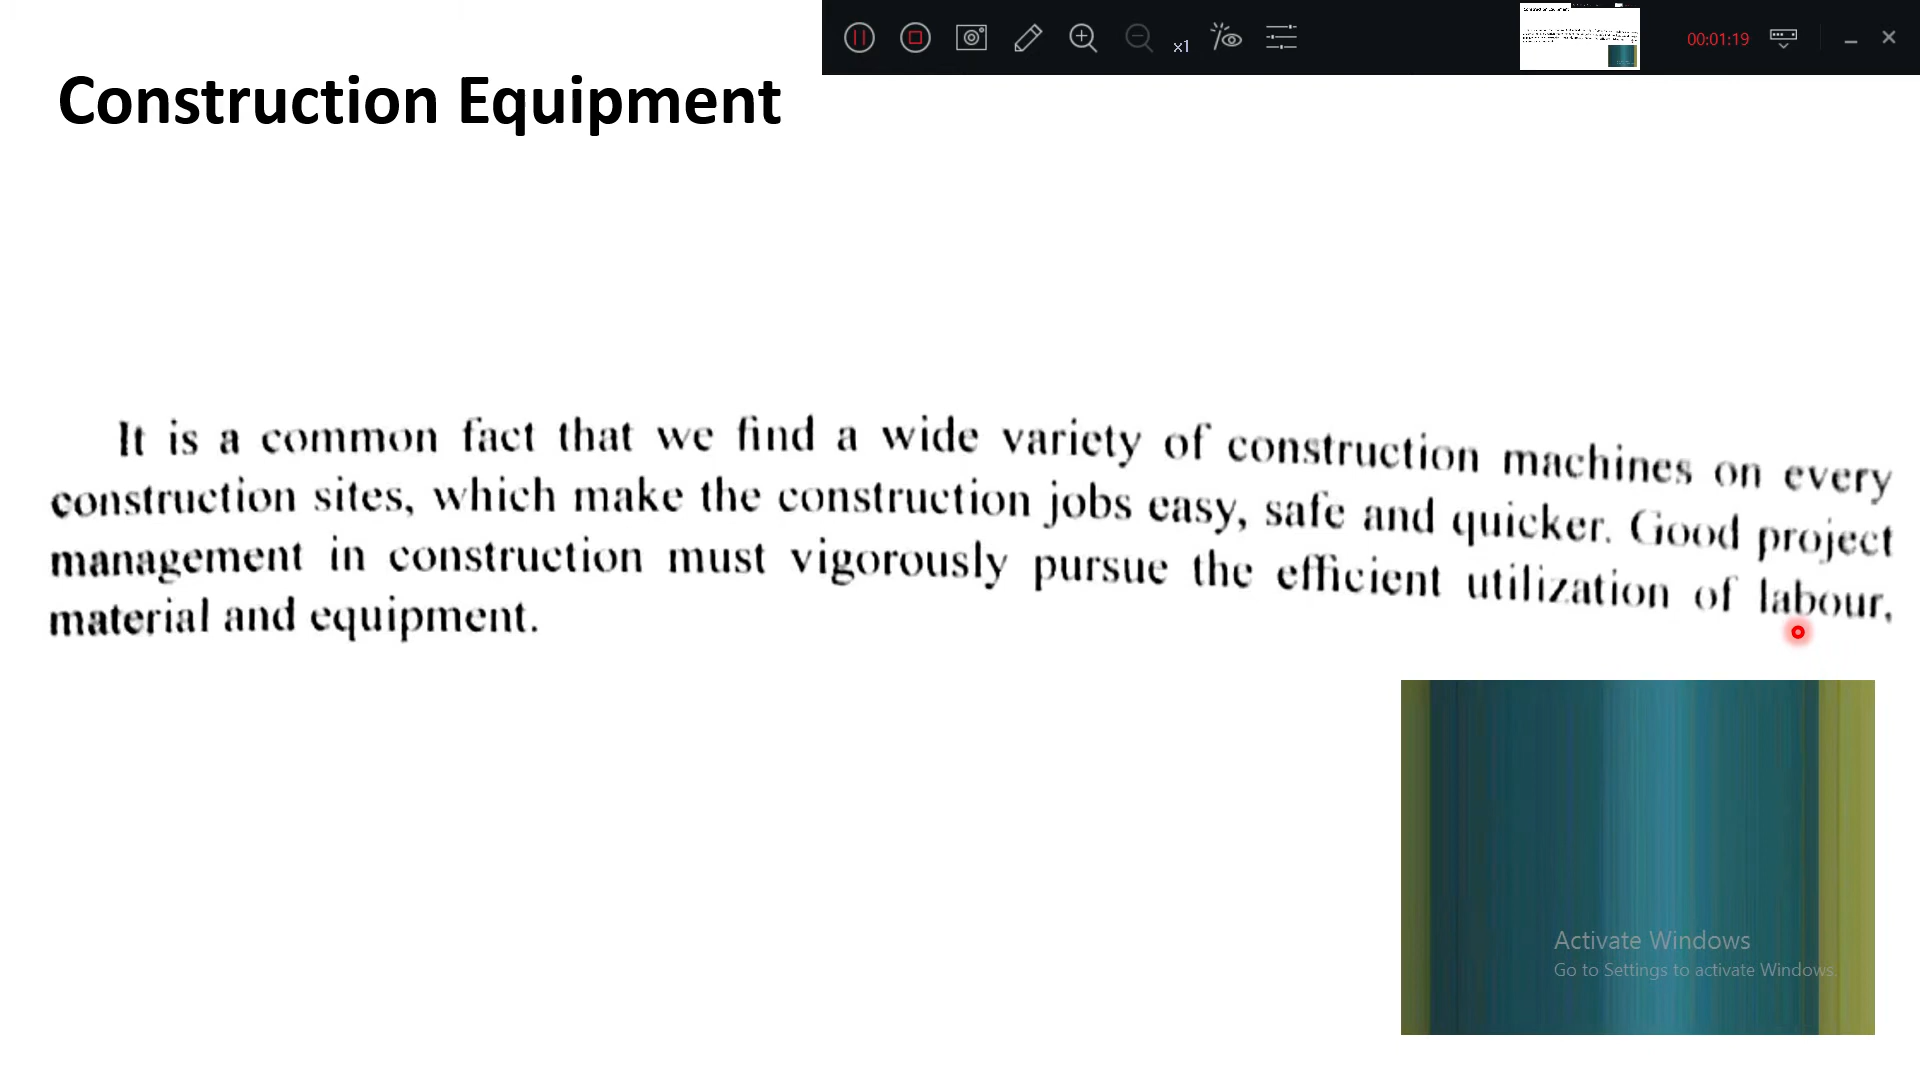 x1
00:01:19
Construction Equipment
It is a common fact that we find a wide variety of construction machines on every
construction sites, which make the construction jobs easy, safe and quicker. Good project
management in construction must vigorously pursue the efficient utilization of labour,
material and equipment.
Activate Windows
Go to Settings to activate Windows.